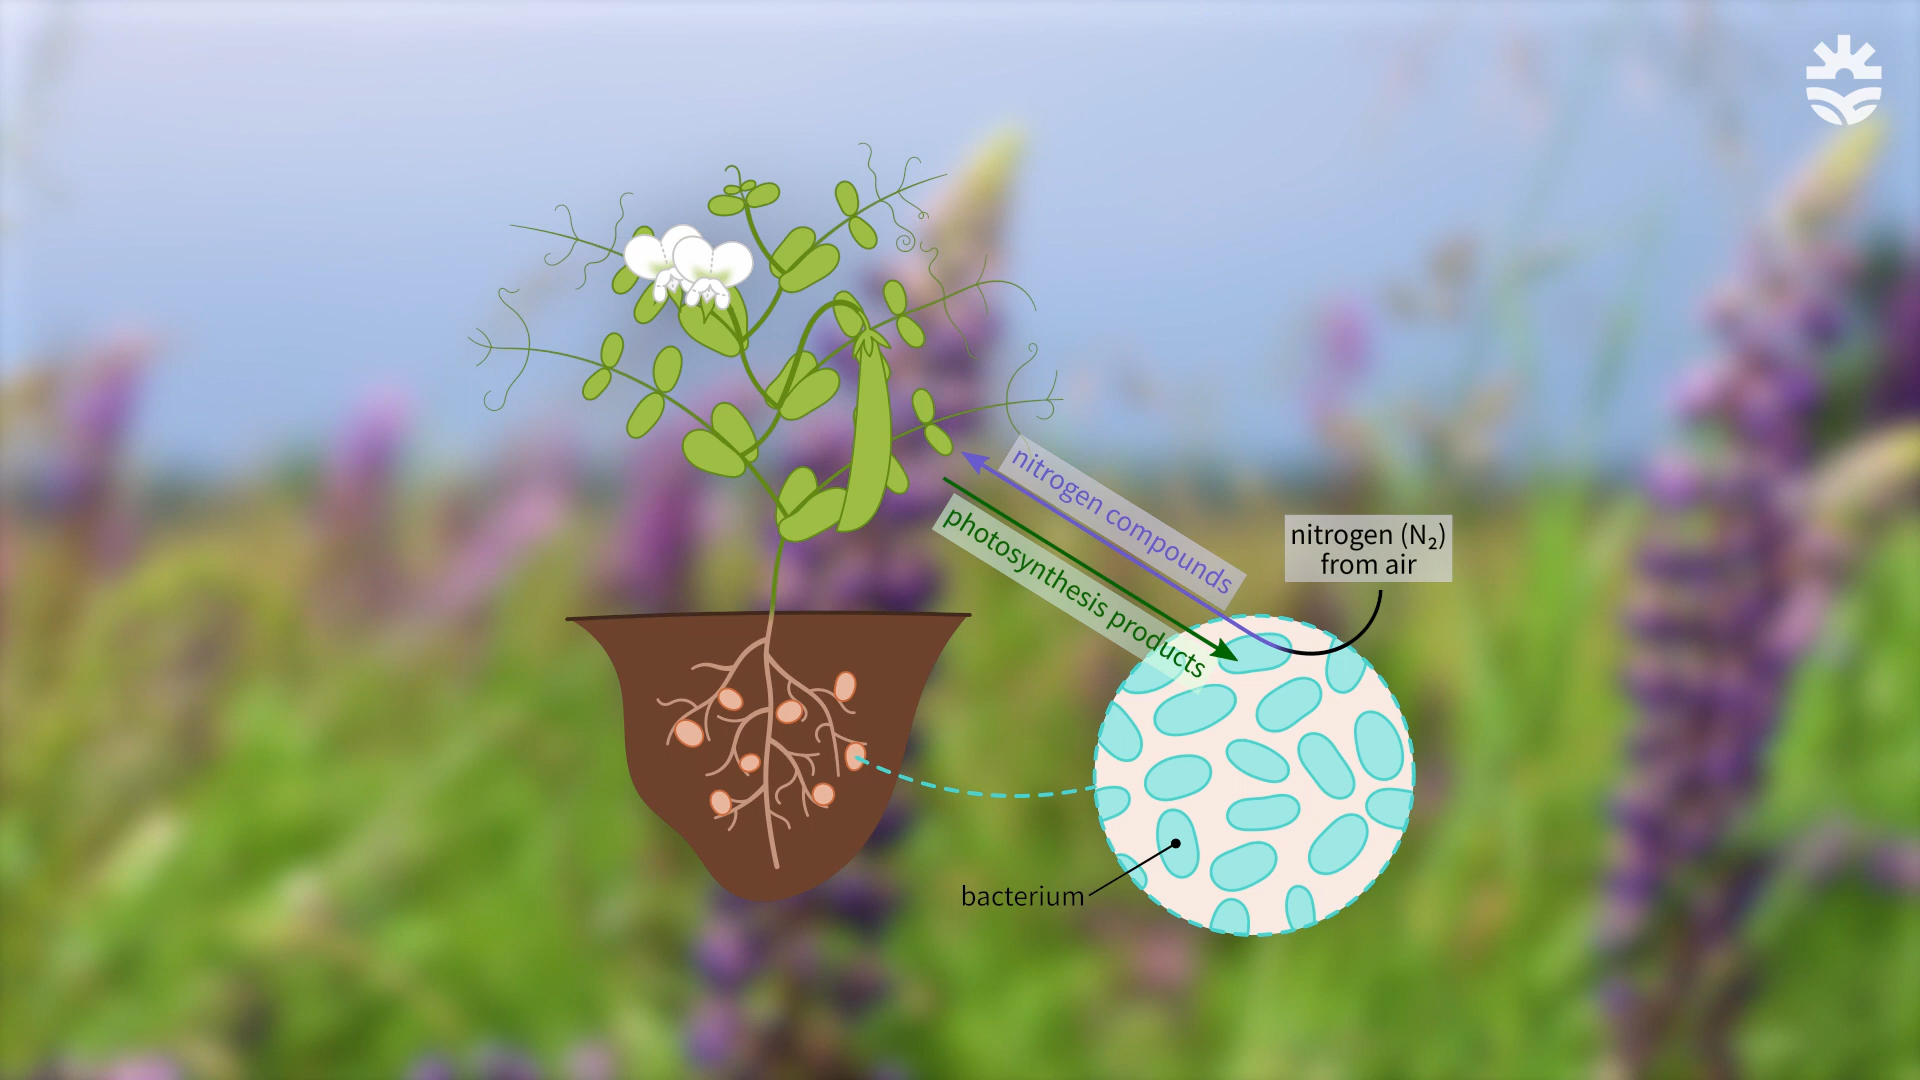 nitrogen compounds
photosynthesis products
nitrogen (N₂)
from air
bacterium